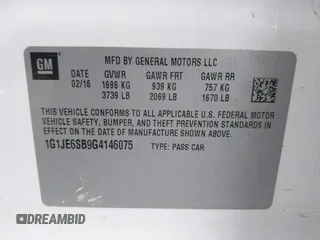 GM
MFD BY GENERAL MOTORS LLC
DATE GVWR GAWR FRT GAWR RR
02/16 1696 KG 939 KG 757 KG
3739 LB 2069 LB 1670 LB
THIS VEHICLE CONFORMS TO ALL APPLICABLE U.S. FEDERAL MOTOR
VEHICLE SAFETY, BUMPER, AND THEFT PREVENTION STANDARDS
IN EFFECT ON THE DATE OF MANUFACTURE SHOWN ABOVE.
1G1JE6SB9G4146075 TYPE: PASS CAR
DEALERSHIP.COM